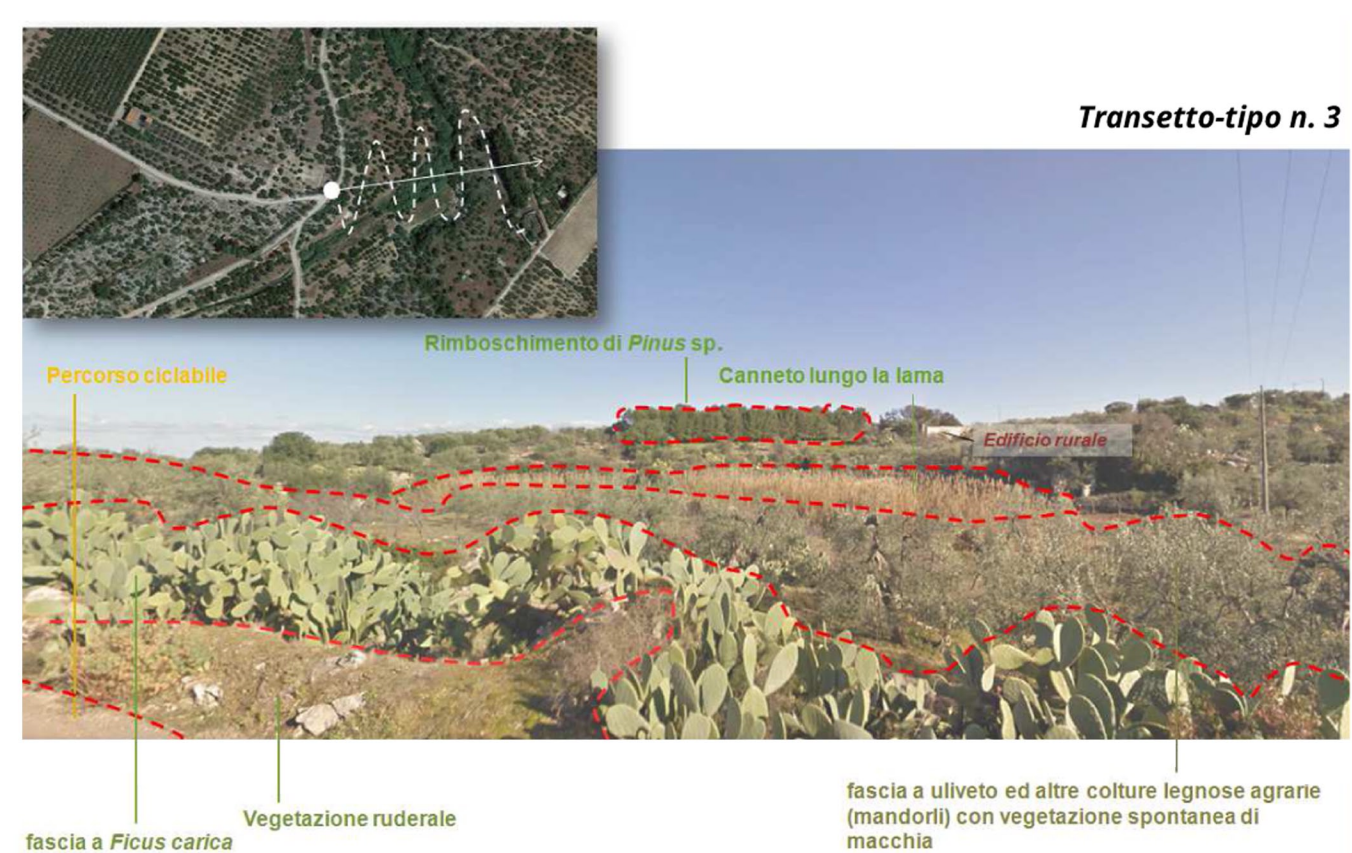 Transetto-tipo n. 3
Rimboschimento di Pinus sp.
Percorso ciclabile
Canneto lungo la lama
Edificio rurale
fascia a uliveto ed altre colture legnose agrarie
(mandorli) con vegetazione spontanea di
macchia
Vegetazione ruderale
fascia a Ficus carica